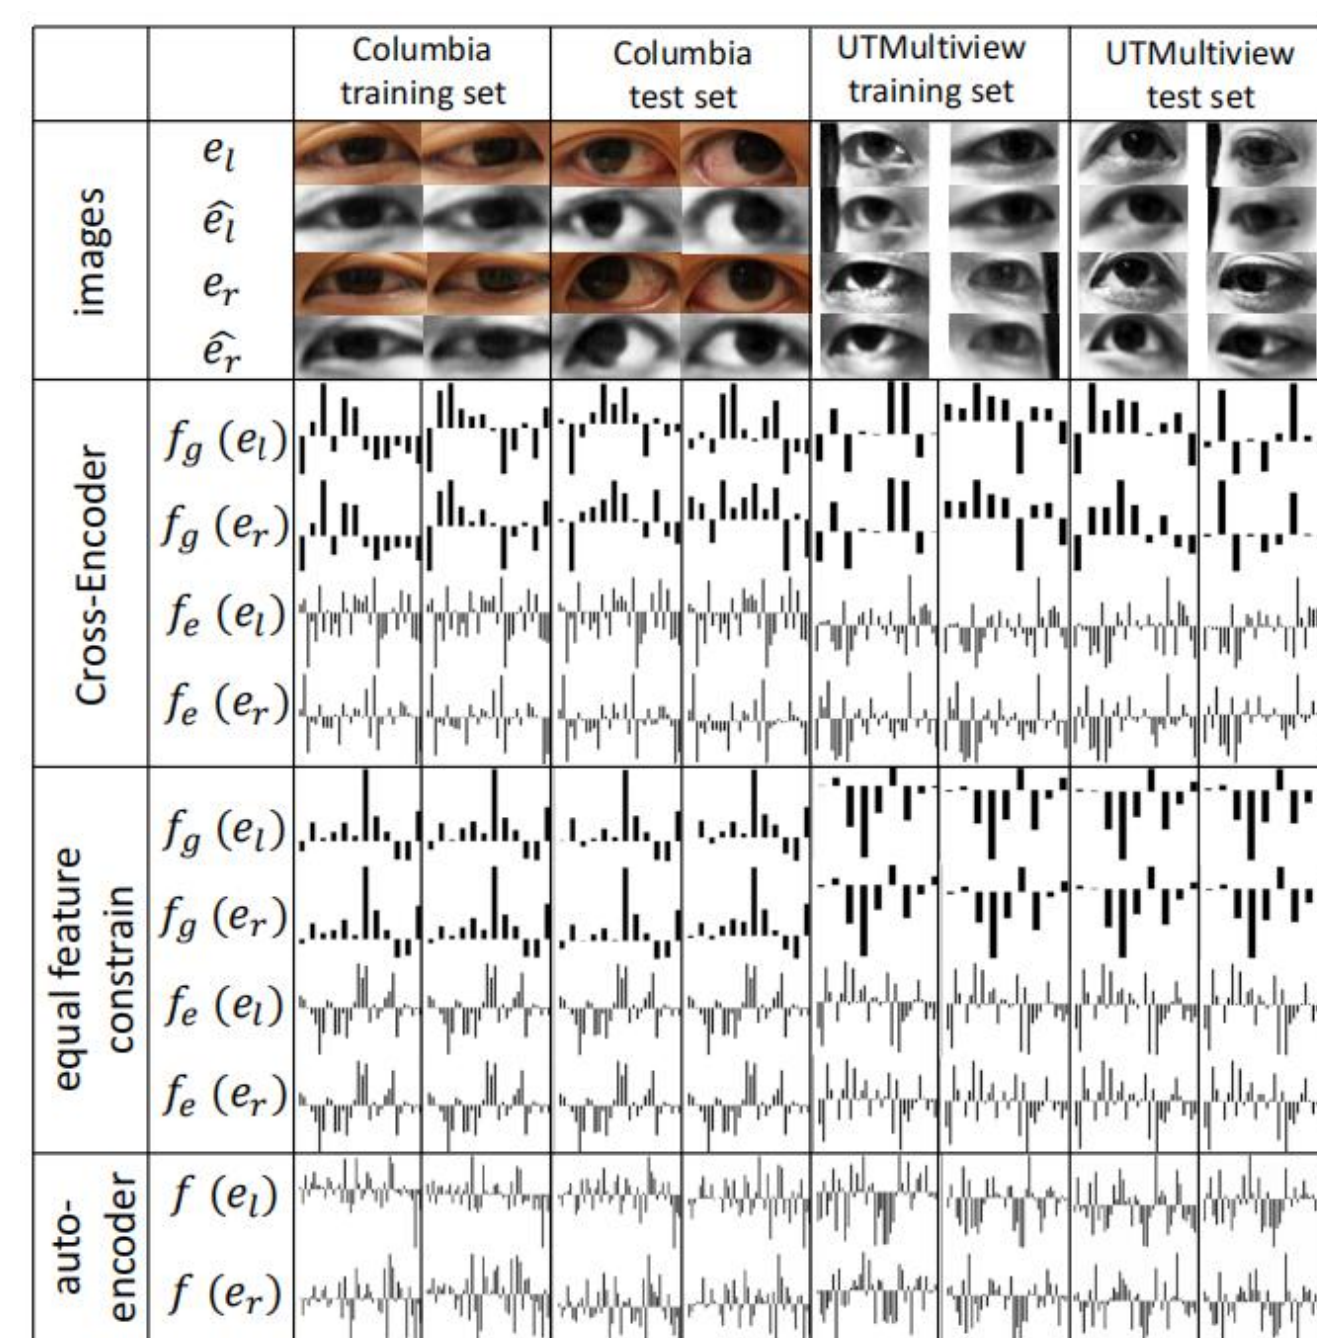 Columbia
training set
Columbia
test set
UTMultiview
training set
UTMultiview
test set
images
e_l
ê_l
e_r
ê_r
Cross-Encoder
f_g (e_l)
f_g (e_r)
f_e (e_l)
f_e (e_r)
equal feature
constrain
f_g (e_l)
f_g (e_r)
f_e (e_l)
f_e (e_r)
auto-
encoder
f (e_l)
f (e_r)